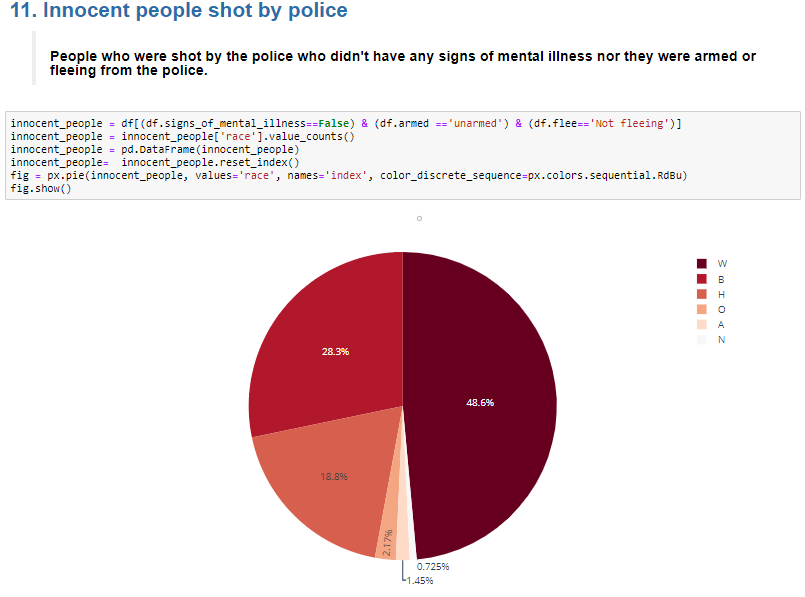 11. Innocent people shot by police
People who were shot by the police who didn't have any signs of mental illness nor they were armed or
fleeing from the police.
innocent_people = df[(df.signs_of_mental_illness==False) & (df.armed =='unarmed') & (df.flee=='Not fleeing')]
innocent_people = innocent_people['race'].value_counts()
innocent_people = pd.DataFrame(innocent_people)
innocent_people=  innocent_people.reset_index()
fig = px.pie(innocent_people, values='race', names='index', color_discrete_sequence=px.colors.sequential.RdBu)
fig.show()
W
B
H
O
A
N
28.3%
48.6%
18.8%
2.17%
0.725%
1.45%